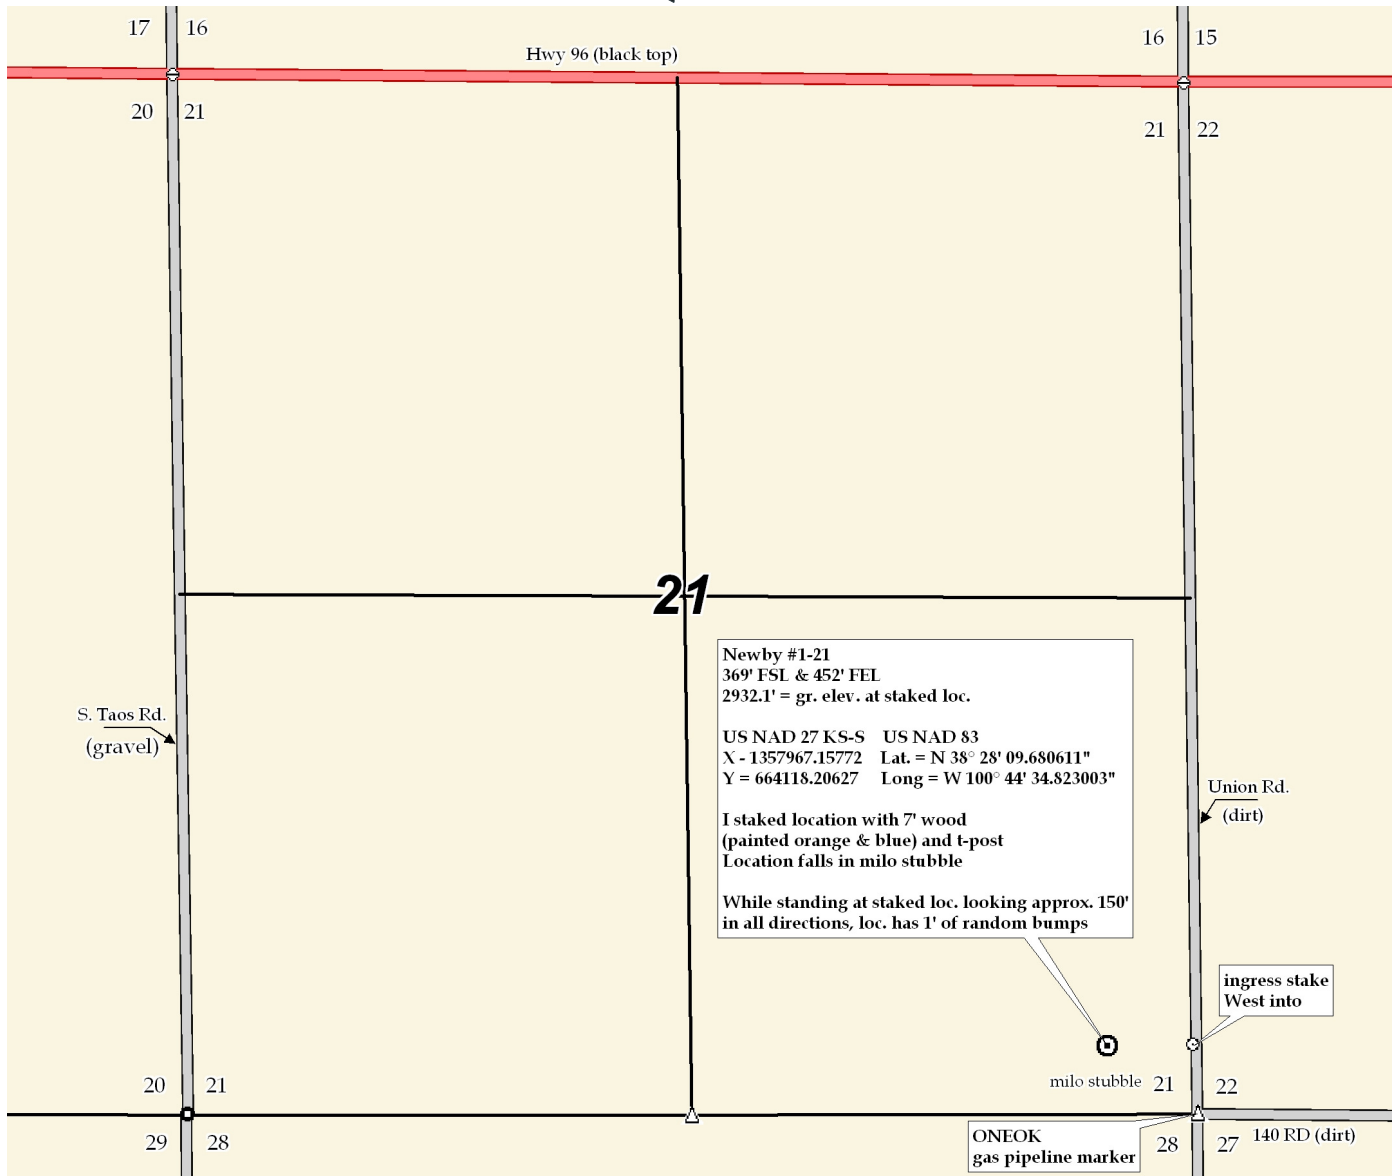 17 16
Hwy 96 (black top)
16 15
20 21
21 22
21
Newby #1-21
369' FSL & 452' FEL
2932.1' = gr. elev. at staked loc.
US NAD 27 KS-S US NAD 83
X - 1357967.15772 Lat. = N 38° 28' 09.680611"
Y = 664118.20627 Long = W 100° 44' 34.823003"
I staked location with 7' wood
(painted orange & blue) and t-post
Location falls in milo stubble
While standing at staked loc. looking approx. 150'
in all directions, loc. has 1' of random bumps
S. Taos Rd.
(gravel)
Union Rd.
(dirt)
ingress stake
West into
milo stubble
20 21
21 22
29 28
ONEOK
gas pipeline marker
28 27
140 RD (dirt)